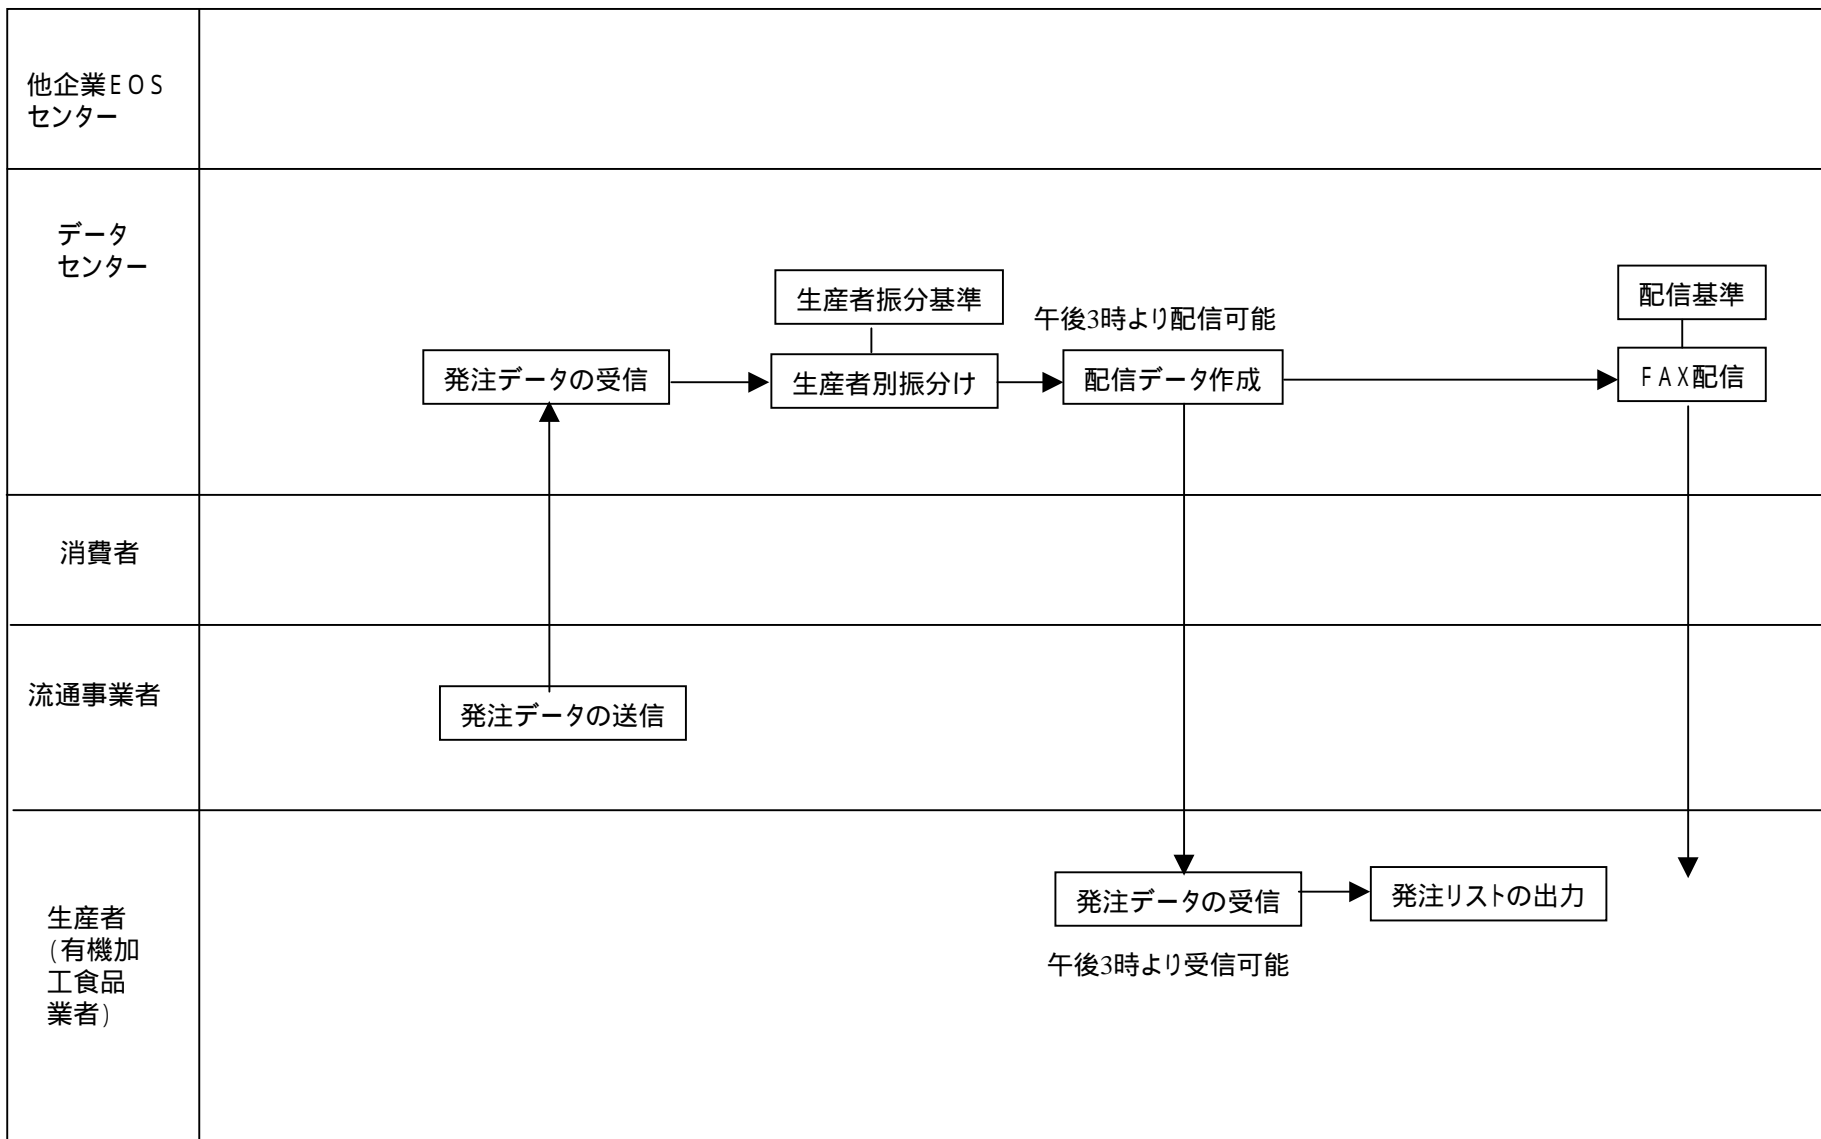 他企業EOS
センター
データ
センター
生産者振分基準
午後3時より配信可能
配信基準
発注データの受信
生産者別振分け
配信データ作成
FAX配信
消費者
流通事業者
発注データの送信
生産者
(有機加
工食品
業者)
発注データの受信
発注リストの出力
午後3時より受信可能